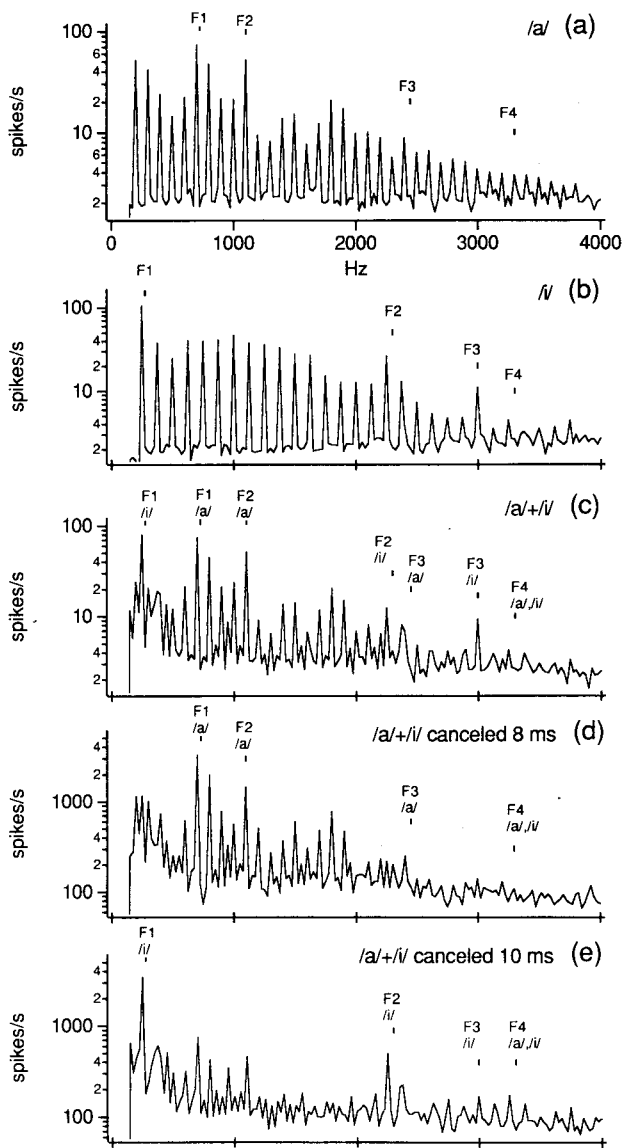 F1 F2 /a/ (a)
100
6
4
2
10
6
4
2
spikes/s
F3
F4
0 1000 2000 3000 4000
Hz
F1 /i/ (b)
100
4
2
10
4
2
spikes/s
F2
F3
F4
/a/+/i/ (c)
F1 F1 F2
/i/ /a/ /a/
100
4
2
10
4
2
spikes/s
F2 F3 F3 F4
/i/ /a/ /i/ /a/,/i/
/a/+/i/ canceled 8 ms (d)
F1 F2
/a/ /a/
4
2
1000
4
2
100
spikes/s
F3 F4
/a/ /a/,/i/
/a/+/i/ canceled 10 ms (e)
F1
/i/
4
2
1000
4
2
100
spikes/s
F2 F3 F4
/i/ /i/ /a/,/i/